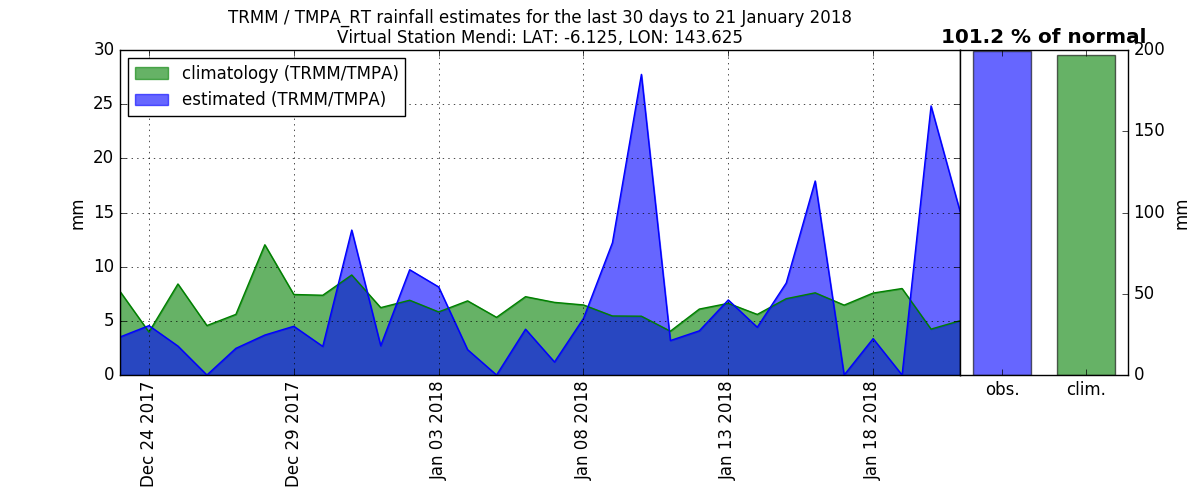 TRMM / TMPA_RT rainfall estimates for the last 30 days to 21 January 2018
Virtual Station Mendi: LAT: -6.125, LON: 143.625
101.2 % of normal
climatology (TRMM/TMPA)
estimated (TRMM/TMPA)
mm
30
25
20
15
10
5
0
Dec 24 2017
Dec 29 2017
Jan 03 2018
Jan 08 2018
Jan 13 2018
Jan 18 2018
obs.
clim.
200
150
100
50
0
mm